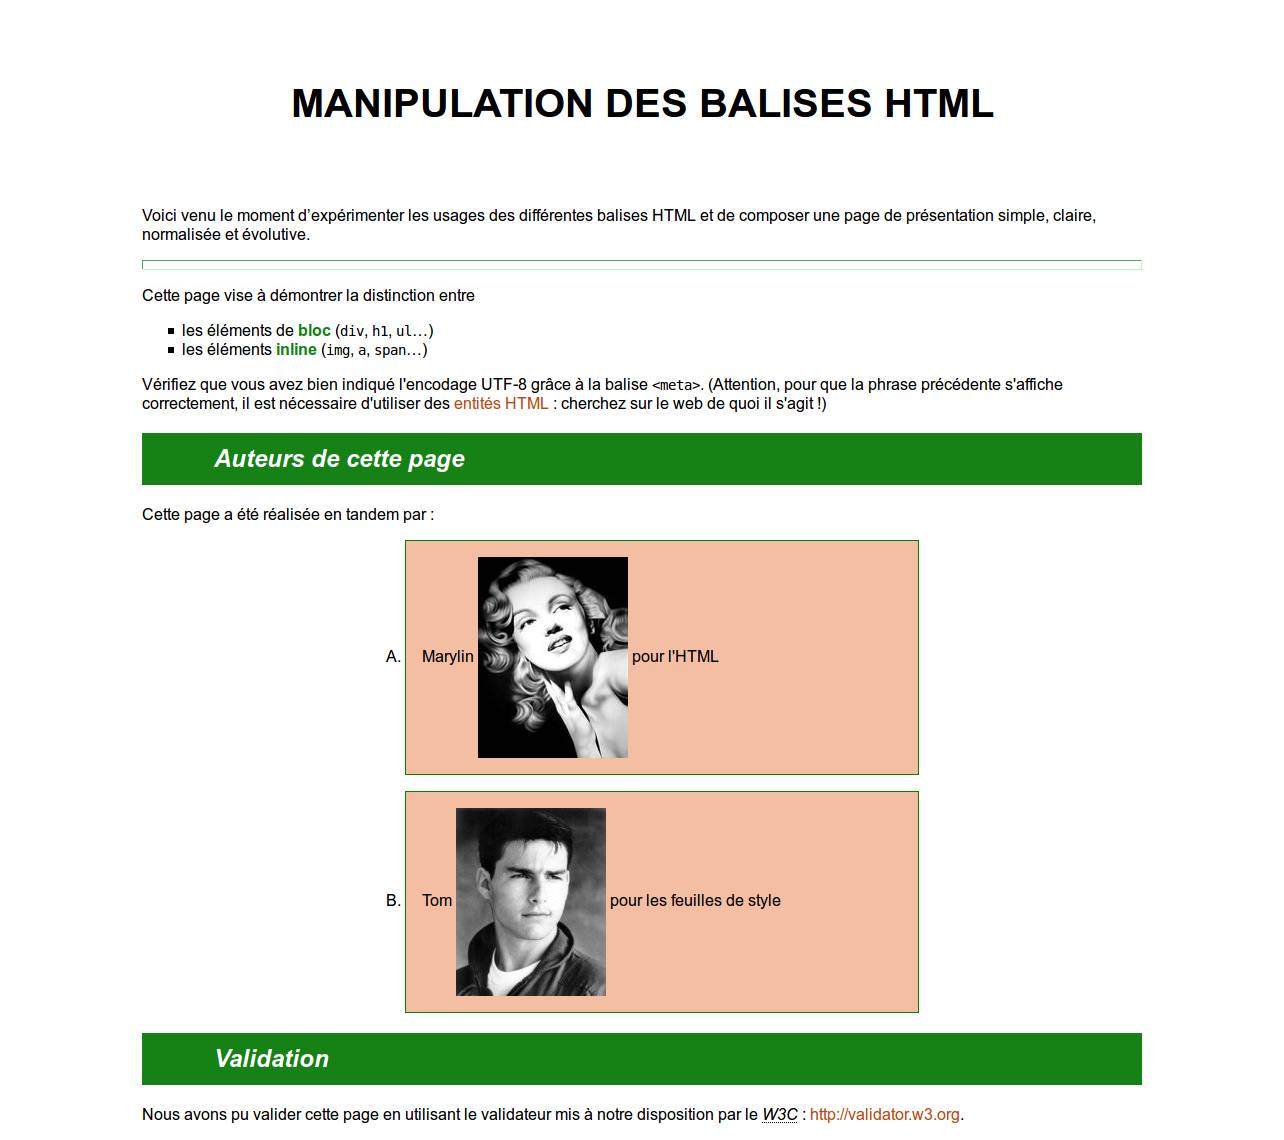 MANIPULATION DES BALISES HTML
Voici venu le moment d’expérimenter les usages des différentes balises HTML et de composer une page de présentation simple, claire,
normalisée et évolutive.
Cette page vise à démontrer la distinction entre
les éléments de bloc (div, h1, ul…)
les éléments inline (img, a, span…)
Vérifiez que vous avez bien indiqué l'encodage UTF-8 grâce à la balise <meta>. (Attention, pour que la phrase précédente s'affiche
correctement, il est nécessaire d'utiliser des entités HTML : cherchez sur le web de quoi il s'agit !)
Auteurs de cette page
Cette page a été réalisée en tandem par :
A. Marylin pour l'HTML
B. Tom pour les feuilles de style
Validation
Nous avons pu valider cette page en utilisant le validateur mis à notre disposition par le W3C : http://validator.w3.org.